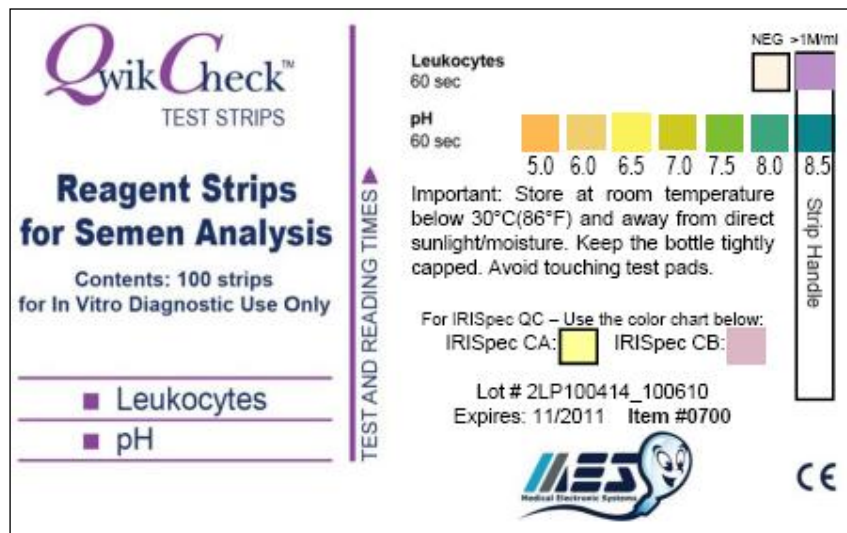 QwikCheck™
TEST STRIPS
Reagent Strips
for Semen Analysis
Contents: 100 strips
for In Vitro Diagnostic Use Only
■ Leukocytes
■ pH
TEST AND READING TIMES ▲
NEG >1M/ml
Leukocytes
60 sec
pH
60 sec
5.0 6.0 6.5 7.0 7.5 8.0 8.5
Strip Handle
Important: Store at room temperature
below 30°C(86°F) and away from direct
sunlight/moisture. Keep the bottle tightly
capped. Avoid touching test pads.
For IRISpec QC – Use the color chart below:
IRISpec CA: IRISpec CB:
Lot # 2LP100414_100610
Expires: 11/2011 Item #0700
MES
Medical Electronic Systems
CE